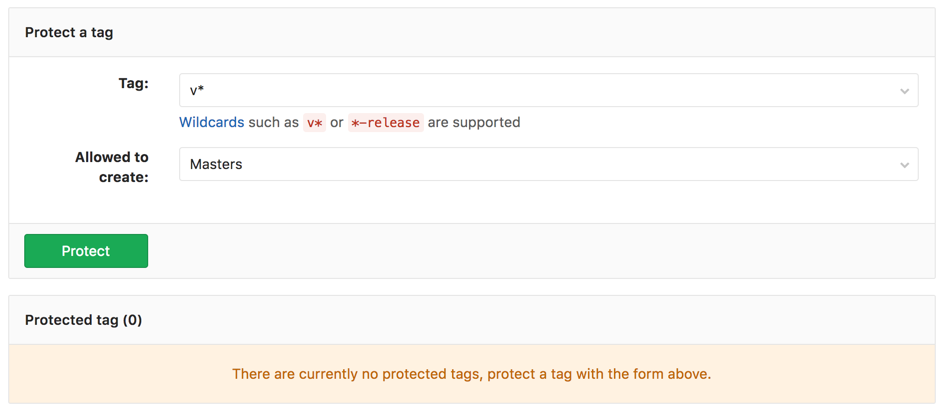 Protect a tag
Tag:
v*
Wildcards such as v* or *-release are supported
Allowed to
create:
Masters
Protect
Protected tag (0)
There are currently no protected tags, protect a tag with the form above.